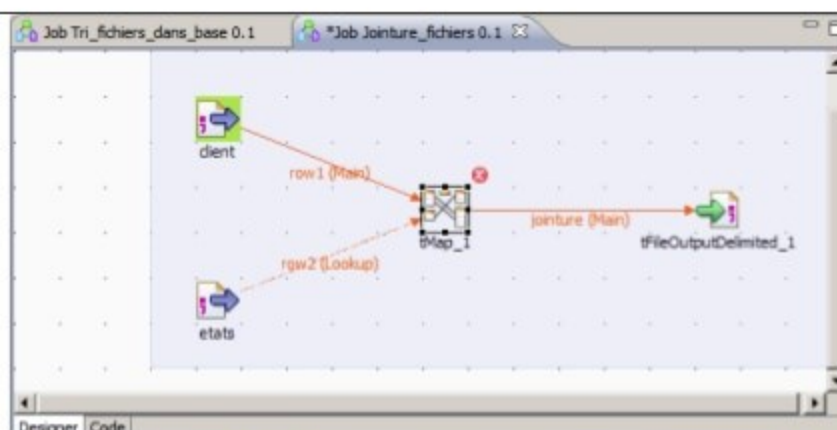 Job Tri_fichiers_dans_base 0.1
*Job Jointure_fichiers 0.1
client
row1 (Main)
tMap_1
jointure (Main)
tFileOutputDelimited_1
row2 (Lookup)
etats
Designer Code